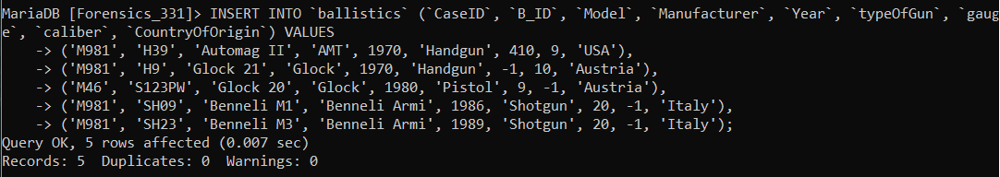 MariaDB [Forensics_331]> INSERT INTO `ballistics` (`CaseID`, `B_ID`, `Model`, `Manufacturer`, `Year`, `typeOfGun`, `gaug
e`, `caliber`, `CountryOfOrigin`) VALUES
    -> ('M981', 'H39', 'Automag II', 'AMT', 1970, 'Handgun', 410, 9, 'USA'),
    -> ('M981', 'H9', 'Glock 21', 'Glock', 1970, 'Handgun', -1, 10, 'Austria'),
    -> ('M46', 'S123PW', 'Glock 20', 'Glock', 1980, 'Pistol', 9, -1, 'Austria'),
    -> ('M981', 'SH09', 'Benneli M1', 'Benneli Armi', 1986, 'Shotgun', 20, -1, 'Italy'),
    -> ('M981', 'SH23', 'Benneli M3', 'Benneli Armi', 1989, 'Shotgun', 20, -1, 'Italy');
Query OK, 5 rows affected (0.007 sec)
Records: 5  Duplicates: 0  Warnings: 0